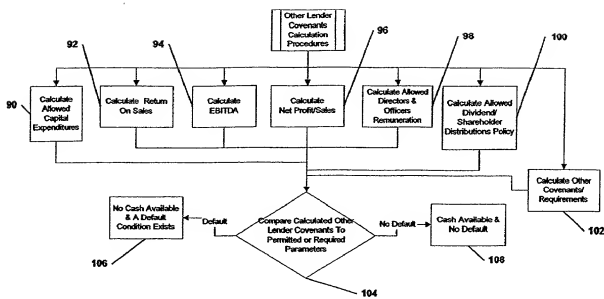 Other Lender
Covenants
Calculation
Procedures
92
94
96
98
100
90
Calculate
Allowed
Capital
Expenditures
Calculate Return
On Sales
Calculate
EBITDA
Calculate
Net Profit/Sales
Calculate Allowed
Directors &
Officers
Remuneration
Calculate Allowed
Dividend/
Shareholder
Distributions Policy
Calculate Other
Covenants/
Requirements
102
No Cash Available
& A Default
Condition Exists
Default
Compare Calculated Other
Lender Covenants To
Permitted or Required
Parameters
No Default
Cash Available &
No Default
106
108
104